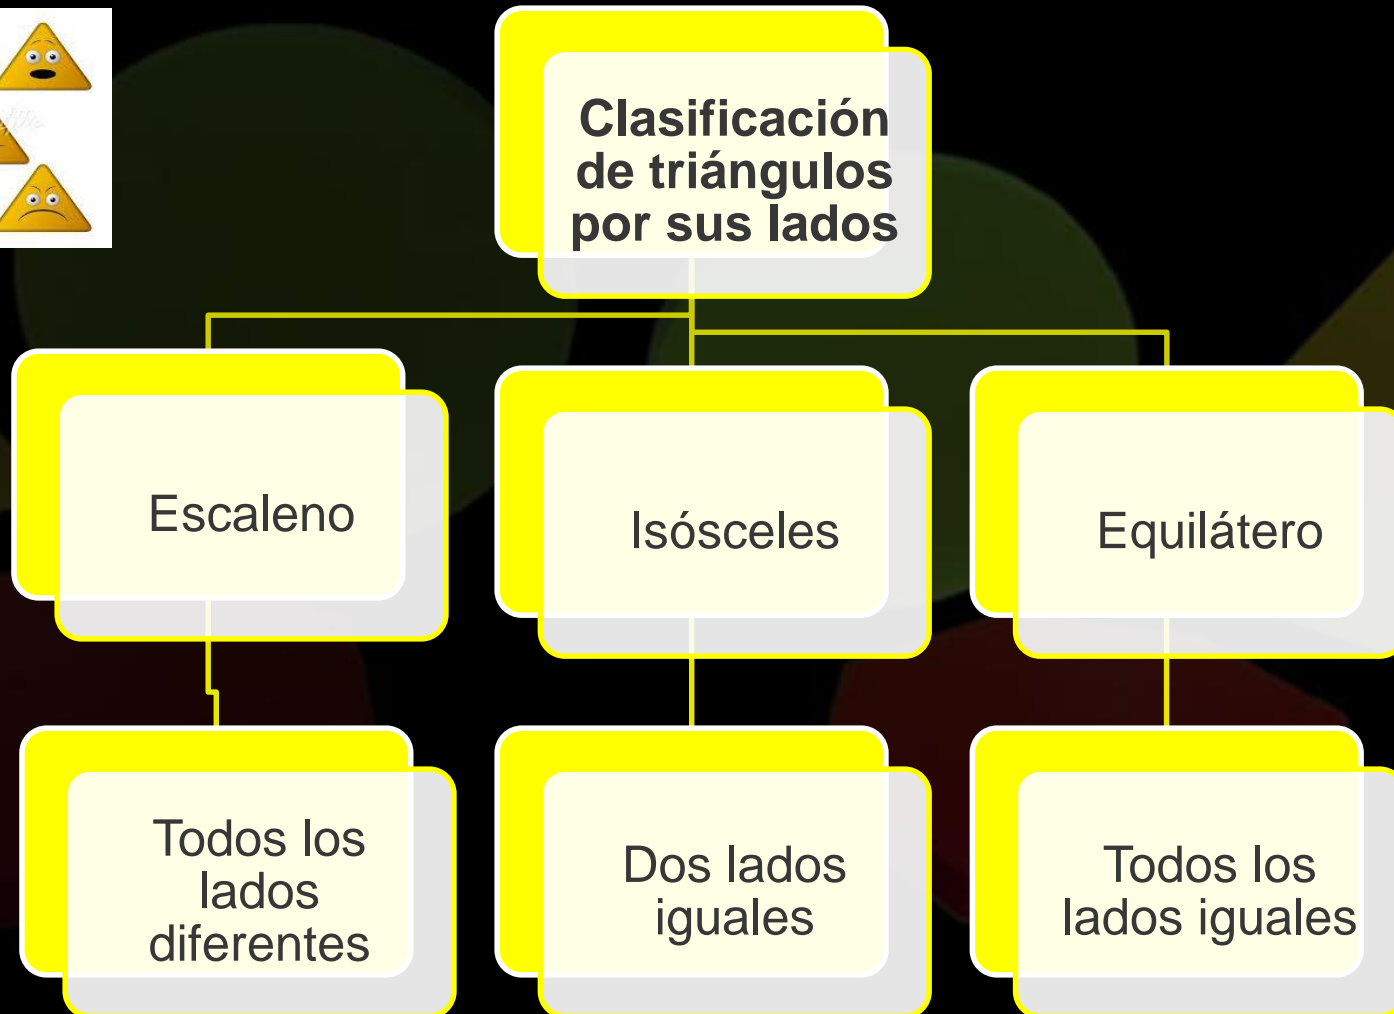 Clasificación
de triángulos
por sus lados
Escaleno
Isósceles
Equilátero
Todos los
lados
diferentes
Dos lados
iguales
Todos los
lados iguales